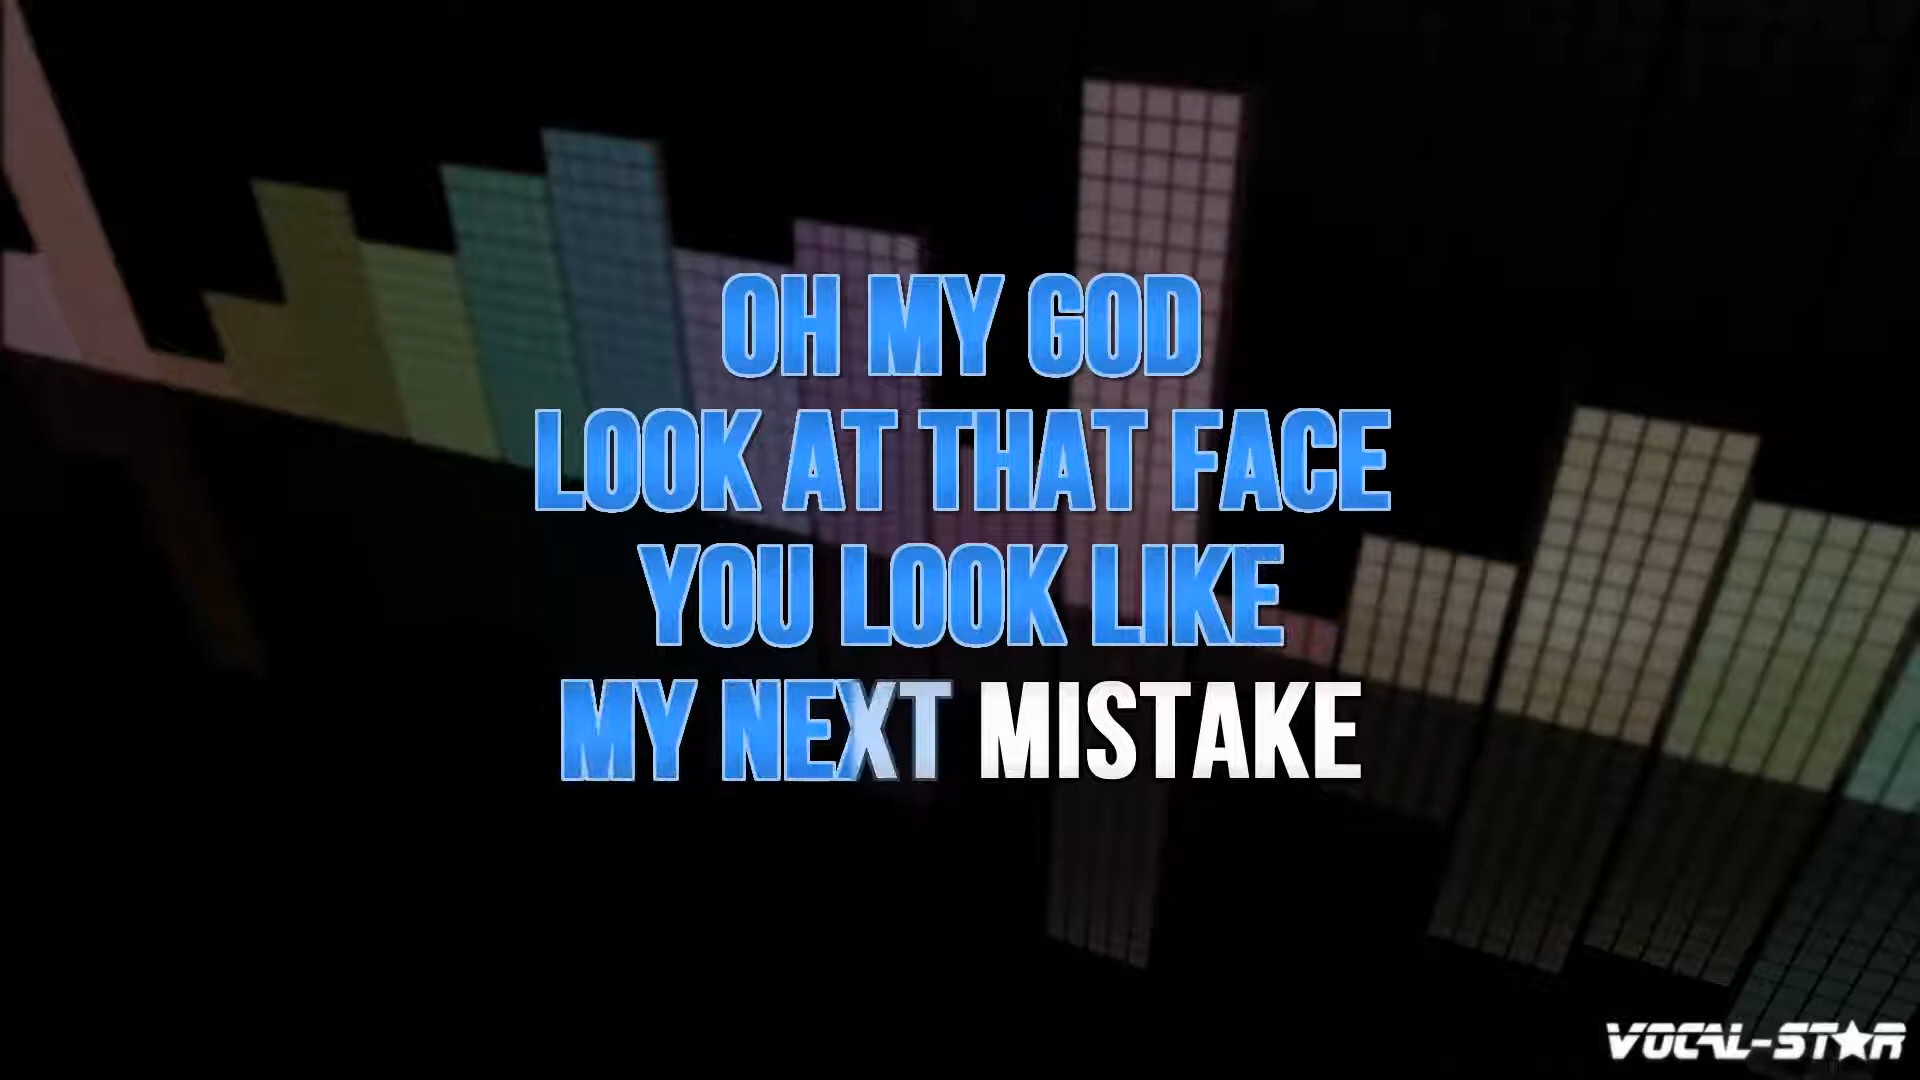 OH MY GOD
LOOK AT THAT FACE
YOU LOOK LIKE
MY NEXT MISTAKE
VOCAL-STAR